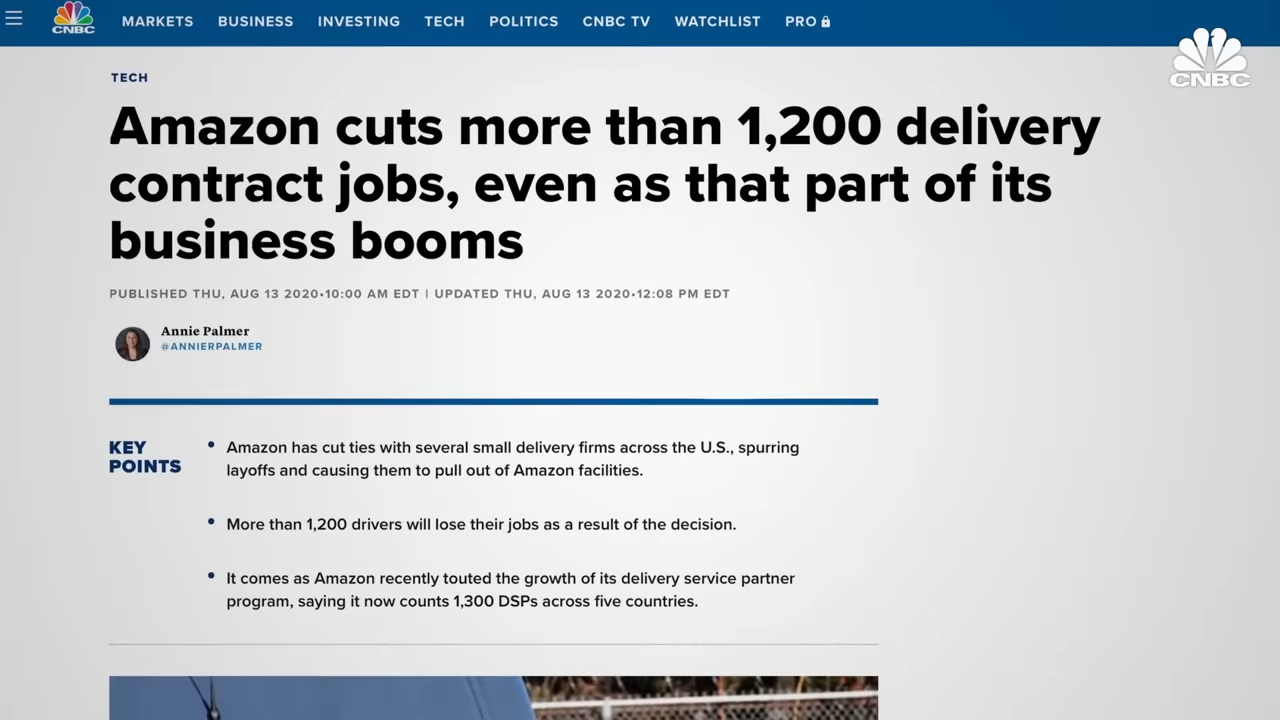 CNBC
MARKETS BUSINESS INVESTING TECH POLITICS CNBC TV WATCHLIST PRO
CNBC
TECH
Amazon cuts more than 1,200 delivery
contract jobs, even as that part of its
business booms
PUBLISHED THU, AUG 13 2020•10:00 AM EDT | UPDATED THU, AUG 13 2020•12:08 PM EDT
Annie Palmer
@ANNIERPALMER
KEY
POINTS
• Amazon has cut ties with several small delivery firms across the U.S., spurring
layoffs and causing them to pull out of Amazon facilities.
• More than 1,200 drivers will lose their jobs as a result of the decision.
• It comes as Amazon recently touted the growth of its delivery service partner
program, saying it now counts 1,300 DSPs across five countries.